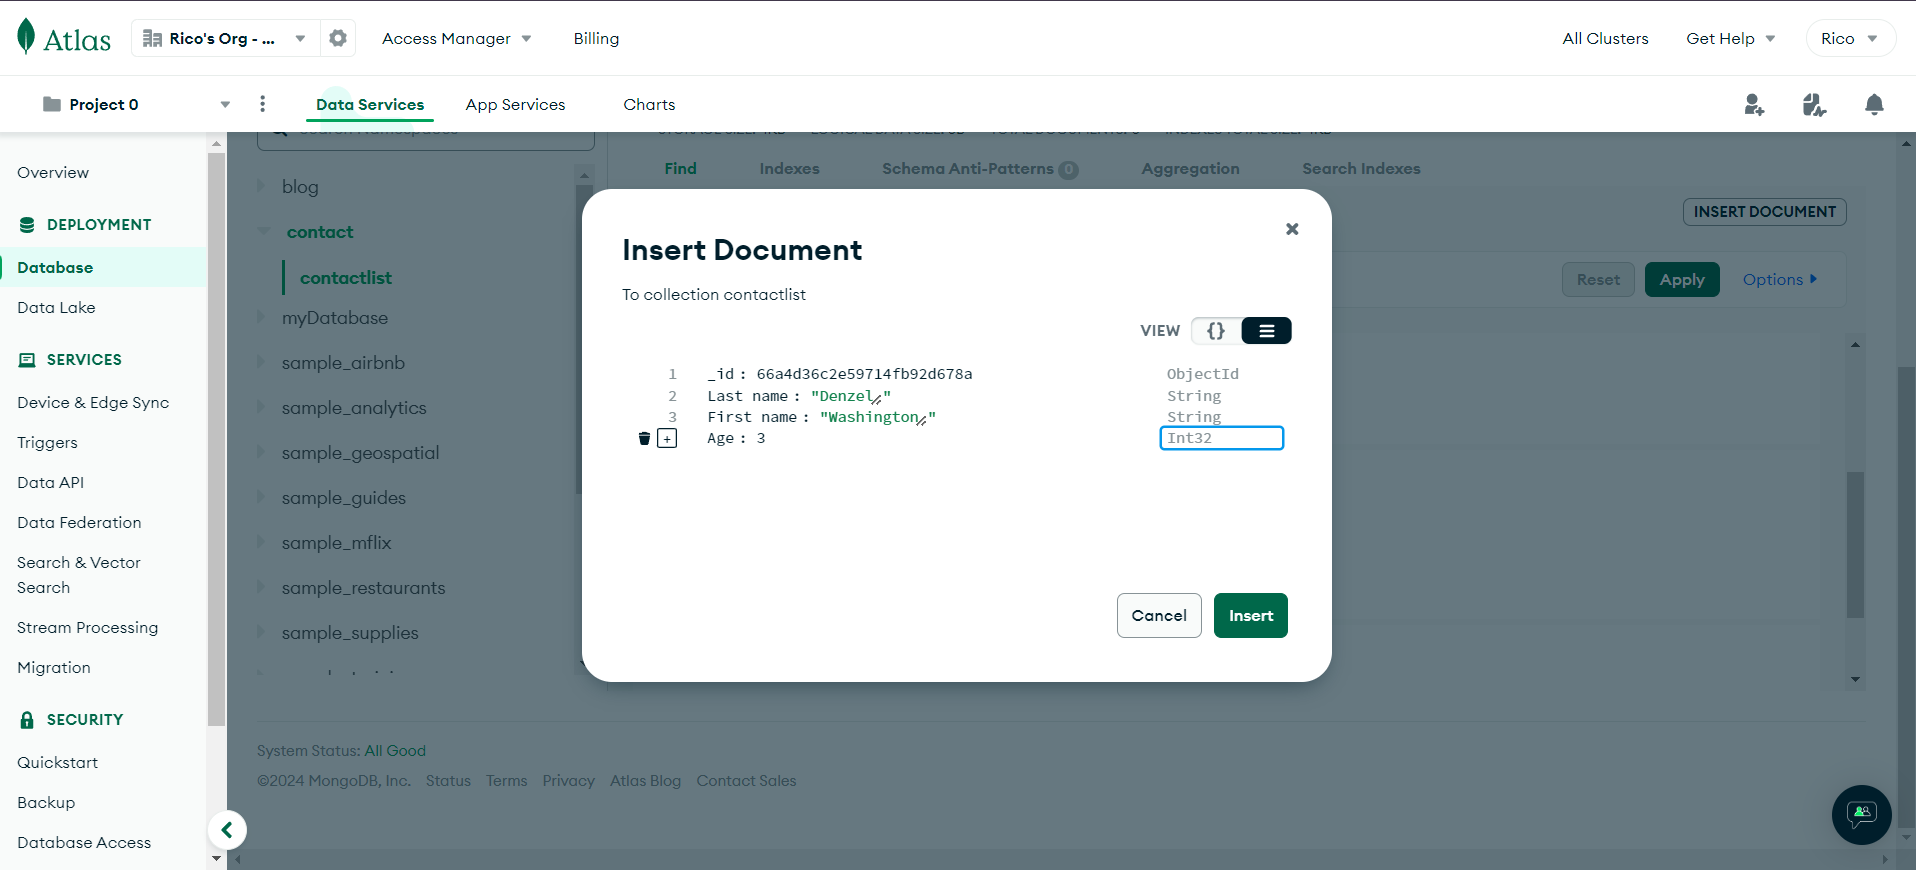 Atlas
Rico's Org - ...
Access Manager
Billing
All Clusters
Get Help
Rico
Project 0
Data Services
App Services
Charts
Overview
DEPLOYMENT
Database
Data Lake
SERVICES
Device & Edge Sync
Triggers
Data API
Data Federation
Search & Vector
Search
Stream Processing
Migration
SECURITY
Quickstart
Backup
Database Access
blog
contact
contactlist
myDatabase
sample_airbnb
sample_analytics
sample_geospatial
sample_guides
sample_mflix
sample_restaurants
sample_supplies
Find
Indexes
Schema Anti-Patterns 0
Aggregation
Search Indexes
INSERT DOCUMENT
Reset
Apply
Options
Insert Document
To collection contactlist
VIEW {}
1 _id : 66a4d36c2e59714fb92d678a ObjectId
2 Last name : "Denzel" String
3 First name : "Washington" String
Age : 3 Int32
Cancel
Insert
System Status: All Good
©2024 MongoDB, Inc. Status Terms Privacy Atlas Blog Contact Sales